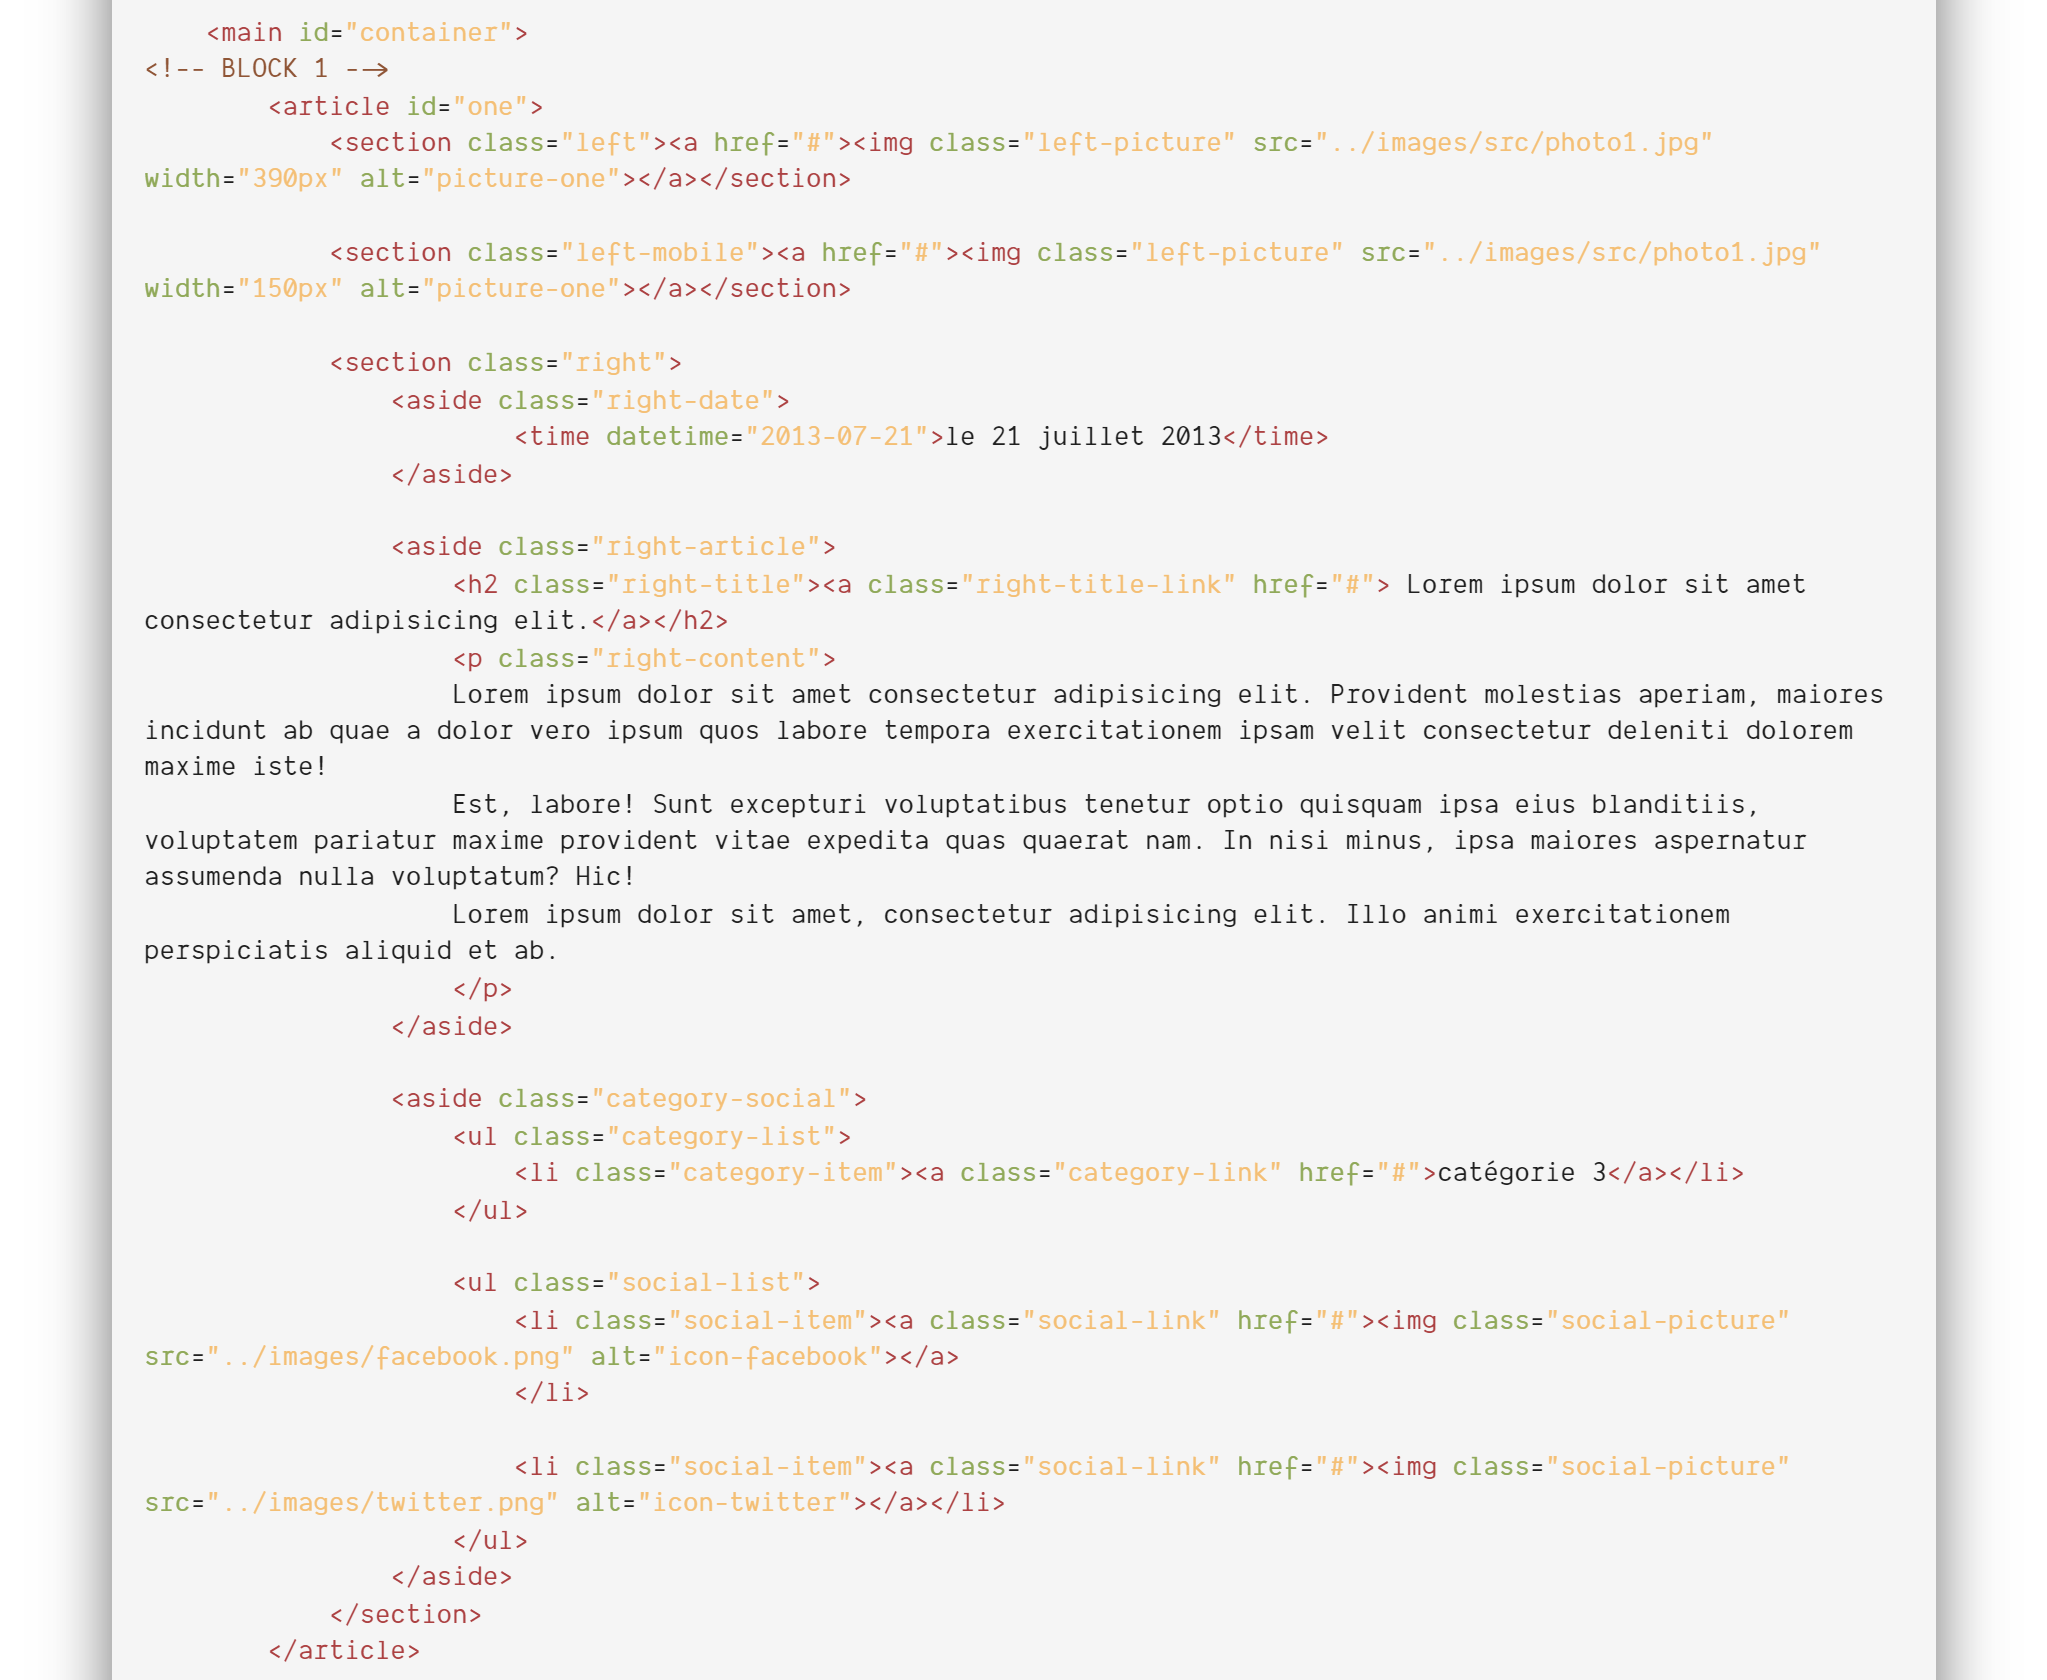 <main id="container">
<!-- BLOCK 1 -->
<article id="one">
<section class="left"><a href="#"><img class="left-picture" src="../images/src/photo1.jpg"
width="390px" alt="picture-one"></a></section>
<section class="left-mobile"><a href="#"><img class="left-picture" src="../images/src/photo1.jpg"
width="150px" alt="picture-one"></a></section>
<section class="right">
<aside class="right-date">
<time datetime="2013-07-21">le 21 juillet 2013</time>
</aside>
<aside class="right-article">
<h2 class="right-title"><a class="right-title-link" href="#"> Lorem ipsum dolor sit amet
consectetur adipisicing elit.</a></h2>
<p class="right-content">
Lorem ipsum dolor sit amet consectetur adipisicing elit. Provident molestias aperiam, maiores
incidunt ab quae a dolor vero ipsum quos labore tempora exercitationem ipsam velit consectetur deleniti dolorem
maxime iste!
Est, labore! Sunt excepturi voluptatibus tenetur optio quisquam ipsa eius blanditiis,
voluptatem pariatur maxime provident vitae expedita quas quaerat nam. In nisi minus, ipsa maiores aspernatur
assumenda nulla voluptatum? Hic!
Lorem ipsum dolor sit amet, consectetur adipisicing elit. Illo animi exercitationem
perspiciatis aliquid et ab.
</p>
</aside>
<aside class="category-social">
<ul class="category-list">
<li class="category-item"><a class="category-link" href="#">catégorie 3</a></li>
</ul>
<ul class="social-list">
<li class="social-item"><a class="social-link" href="#"><img class="social-picture"
src="../images/facebook.png" alt="icon-facebook"></a>
</li>
<li class="social-item"><a class="social-link" href="#"><img class="social-picture"
src="../images/twitter.png" alt="icon-twitter"></a></li>
</ul>
</aside>
</section>
</article>